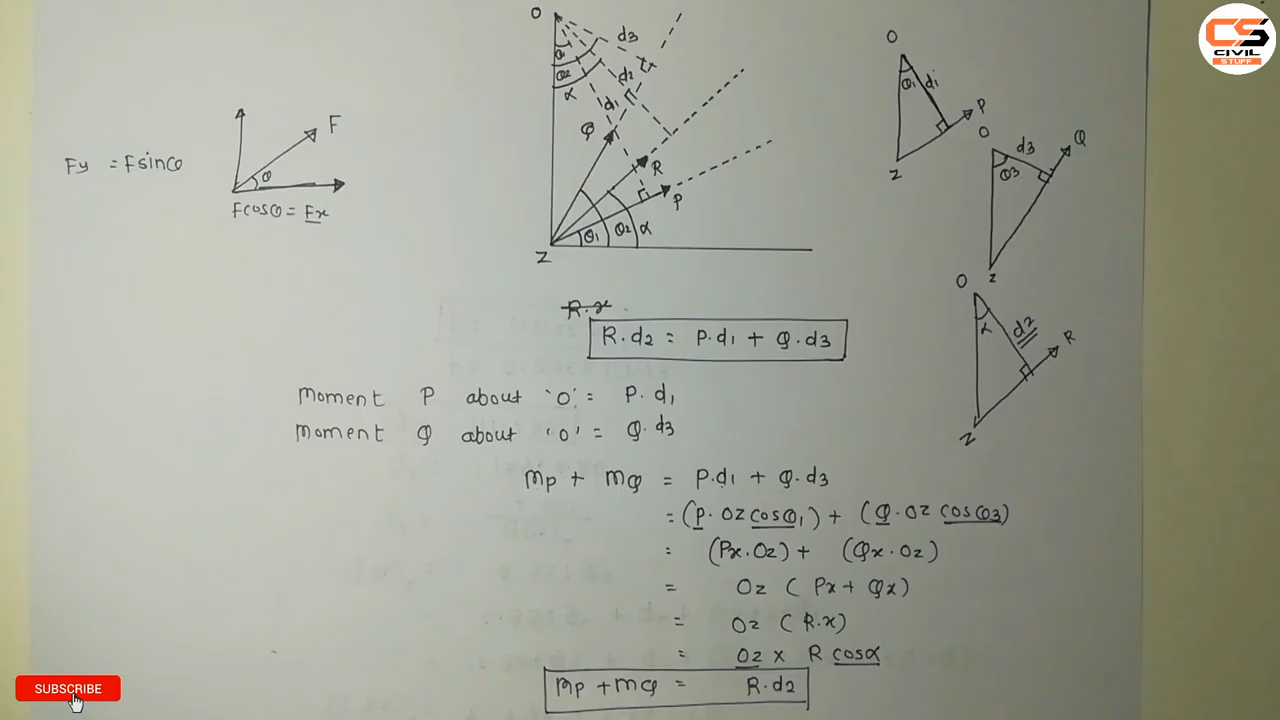 Fy = Fsinθ
F
θ
Fcosθ = Fx
O
θ1
θ2
α
d1
d2
d3
Q
R
P
θ1
θ2
α
Z
O
θ1
d1
P
Z
O
d3
Q
θ3
Z
O
α
d2
R
Z
R.x
R.d2 = P.d1 + Q.d3
Moment P about 'O' = P.d1
Moment Q about 'O' = Q.d3
Mp + MQ = P.d1 + Q.d3
= (P.OZ cosθ1) + (Q.OZ cosθ3)
= (Px.OZ) + (Qx.OZ)
= OZ (Px + Qx)
= OZ (R.x)
= OZ x R cosα
Mp + MQ = R.d2
CS
CIVIL
STUFF
SUBSCRIBE